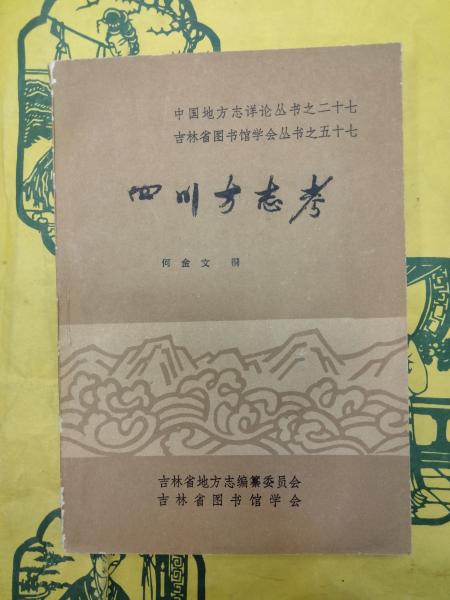 中国地方志详论丛书之二十七
吉林省图书馆学会丛书之五十七
四川方志考
何金文
吉林省地方志编纂委员会
吉林省图书馆学会